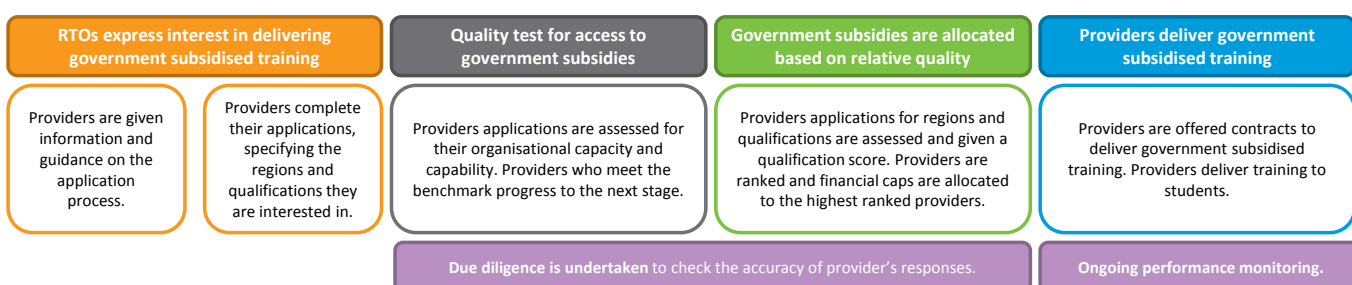 RTOs express interest in delivering
government subsidised training
Quality test for access to
government subsidies
Government subsidies are allocated
based on relative quality
Providers deliver government
subsidised training
Providers are given
information and
guidance on the
application
process.
Providers complete
their applications,
specifying the
regions and
qualifications they
are interested in.
Providers applications are assessed for
their organisational capacity and
capability. Providers who meet the
benchmark progress to the next stage.
Providers applications for regions and
qualifications are assessed and given a
qualification score. Providers are
ranked and financial caps are allocated
to the highest ranked providers.
Providers are offered contracts to
deliver government subsidised
training. Providers deliver training to
students.
Due diligence is undertaken to check the accuracy of provider's responses.
Ongoing performance monitoring.